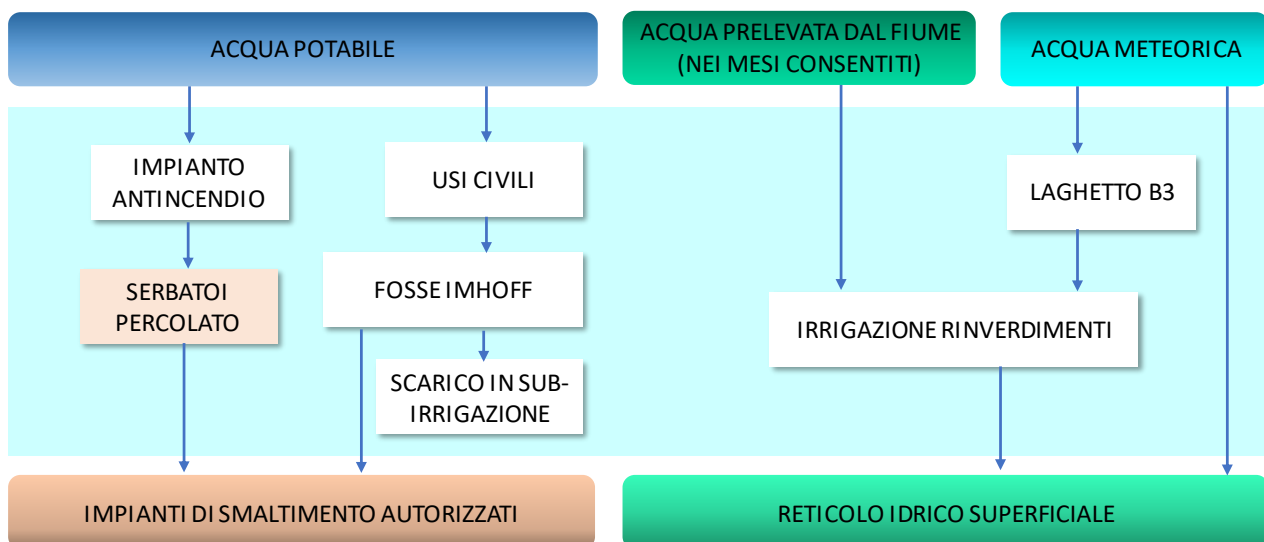 ACQUA POTABILE
ACQUA PRELEVATA DAL FIUME
(NEI MESI CONSENTITI)
ACQUA METEORICA
IMPIANTO
ANTINCENDIO
USI CIVILI
LAGHETTO B3
SERBATOI
PERCOLATO
FOSSE IMHOFF
IRRIGAZIONE RINVERDIMENTI
SCARICO IN SUB-
IRRIGAZIONE
IMPIANTI DI SMALTIMENTO AUTORIZZATI
RETICOLO IDRICO SUPERFICIALE